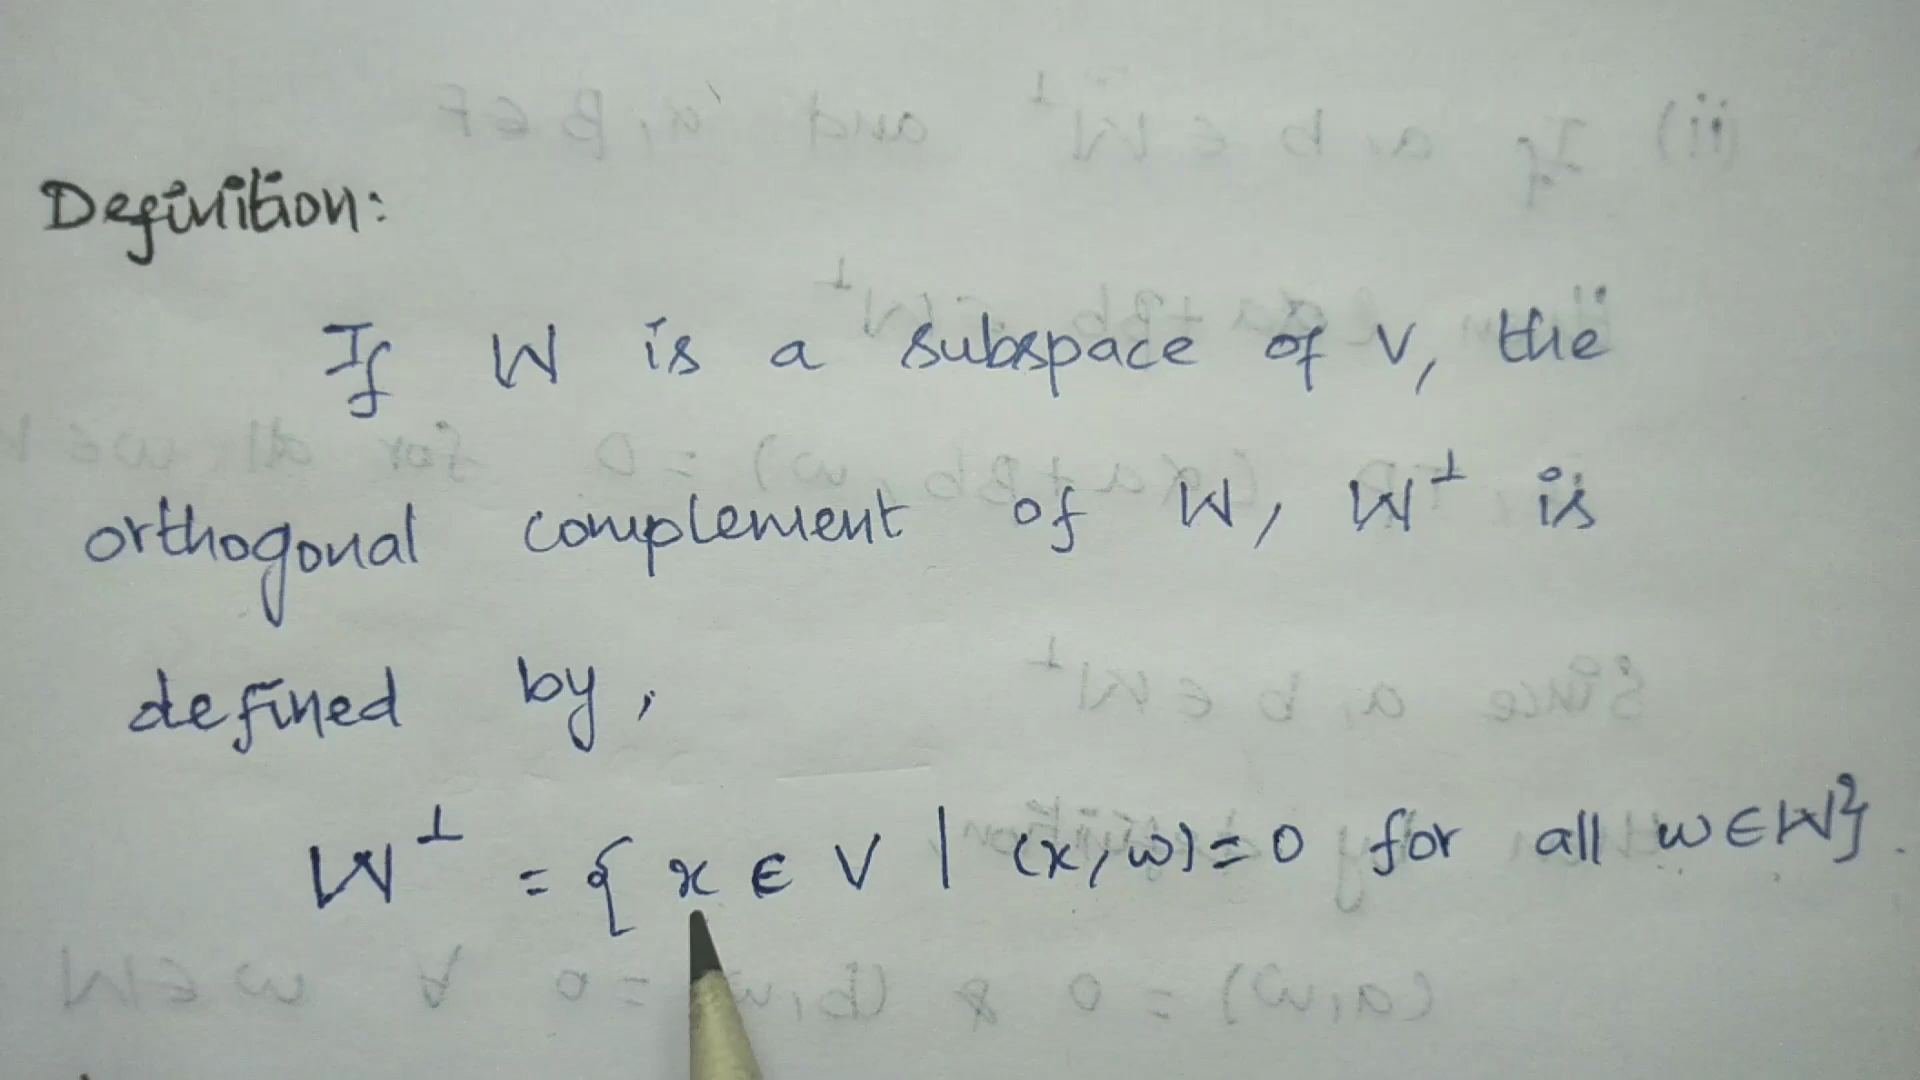 Definition:
If W is a subspace of V, the
orthogonal complement of W, W⊥ is
defined by,
W⊥ = { x ∈ V | (x, w) = 0 for all w ∈ W}